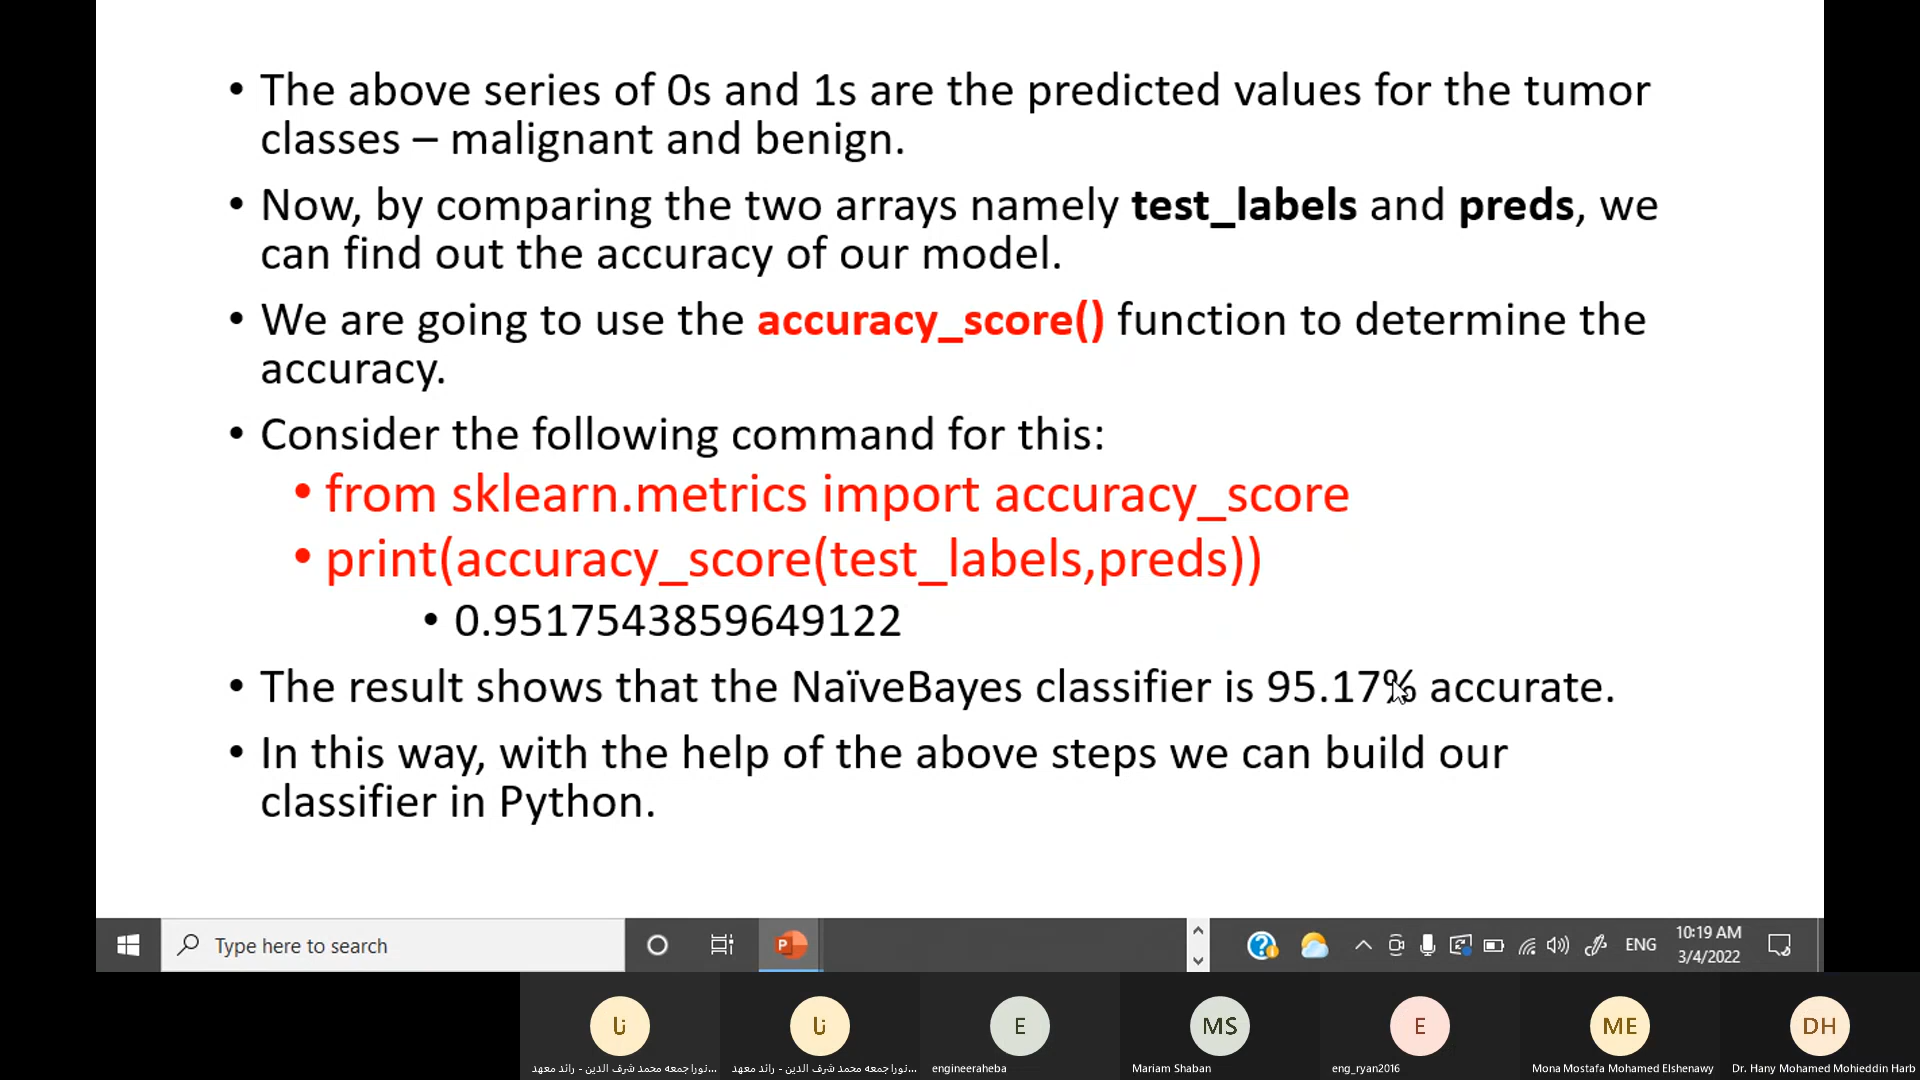 • The above series of 0s and 1s are the predicted values for the tumor
classes – malignant and benign.
• Now, by comparing the two arrays namely test_labels and preds, we
can find out the accuracy of our model.
• We are going to use the accuracy_score() function to determine the
accuracy.
• Consider the following command for this:
• from sklearn.metrics import accuracy_score
• print(accuracy_score(test_labels,preds))
• 0.9517543859649122
• The result shows that the NaïveBayes classifier is 95.17% accurate.
• In this way, with the help of the above steps we can build our
classifier in Python.
Type here to search
ENG
10:19 AM
3/4/2022
نا
نا
E
MS
E
ME
DH
نورا جمعه محمد شرف الدين - رائد معهد...
نورا جمعه محمد شرف الدين - رائد معهد...
engineeraheba
Mariam Shaban
eng_ryan2016
Mona Mostafa Mohamed Elshenawy
Dr. Hany Mohamed Mohieddin Harb